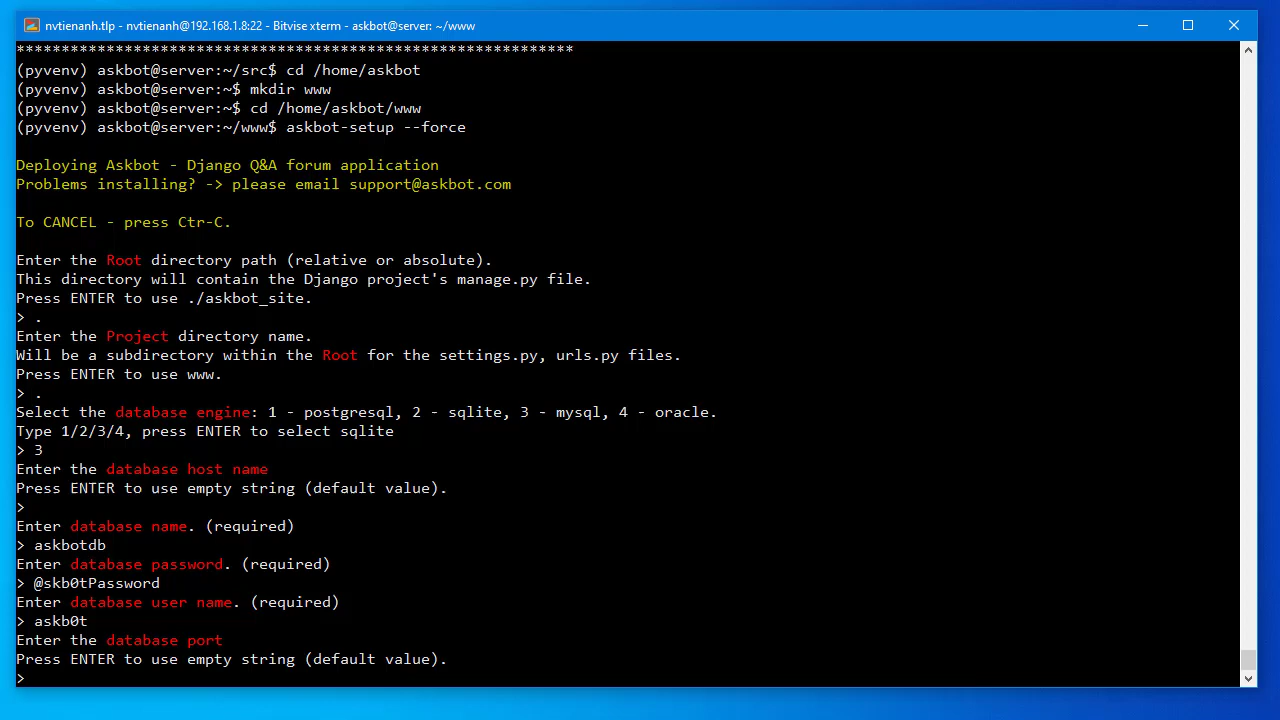 nvtienanh.tlp - nvtienanh@192.168.1.8:22 - Bitvise xterm - askbot@server: ~/www
**************************************************************
(pyvenv) askbot@server:~/src$ cd /home/askbot
(pyvenv) askbot@server:~$ mkdir www
(pyvenv) askbot@server:~$ cd /home/askbot/www
(pyvenv) askbot@server:~/www$ askbot-setup --force
Deploying Askbot - Django Q&A forum application
Problems installing? -> please email support@askbot.com
To CANCEL - press Ctr-C.
Enter the Root directory path (relative or absolute).
This directory will contain the Django project's manage.py file.
Press ENTER to use ./askbot_site.
> .
Enter the Project directory name.
Will be a subdirectory within the Root for the settings.py, urls.py files.
Press ENTER to use www.
> .
Select the database engine: 1 - postgresql, 2 - sqlite, 3 - mysql, 4 - oracle.
Type 1/2/3/4, press ENTER to select sqlite
> 3
Enter the database host name
Press ENTER to use empty string (default value).
>
Enter database name. (required)
> askbotdb
Enter database password. (required)
> @skb0tPassword
Enter database user name. (required)
> askb0t
Enter the database port
Press ENTER to use empty string (default value).
>